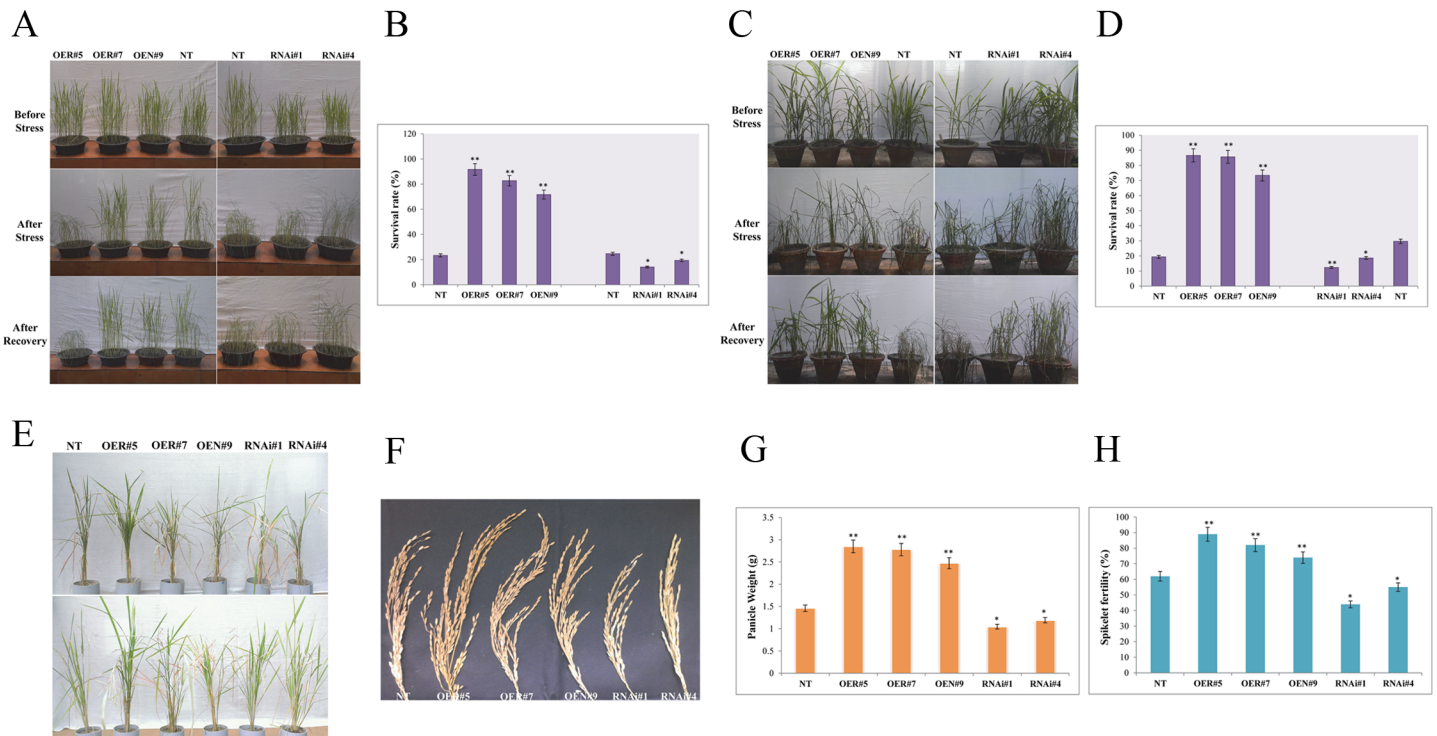 A
OER#5 OER#7 OEN#9 NT NT RNAi#1 RNAi#4
Before
Stress
After
Stress
After
Recovery
B
Survival rate (%)
120
100
80
60
40
20
0
** ** ** * *
NT OER#5 OER#7 OEN#9 NT RNAi#1 RNAi#4
C
OER#5 OER#7 OEN#9 NT NT RNAi#1 RNAi#4
Before
Stress
After
Stress
After
Recovery
D
Survival rate (%)
100
90
80
70
60
50
40
30
20
10
0
** ** ** ** *
NT OER#5 OER#7 OEN#9 RNAi#1 RNAi#4 NT
E
NT OER#5 OER#7 OEN#9 RNAi#1 RNAi#4
F
NT OER#5 OER#7 OEN#9 RNAi#1 RNAi#4
G
Panicle Weight (g)
3.5
3
2.5
2
1.5
1
0.5
0
** ** ** * *
NT OER#5 OER#7 OEN#9 RNAi#1 RNAi#4
H
Spikelet fertility (%)
100
90
80
70
60
50
40
30
20
10
0
** ** ** * *
NT OER#5 OER#7 OEN#9 RNAi#1 RNAi#4